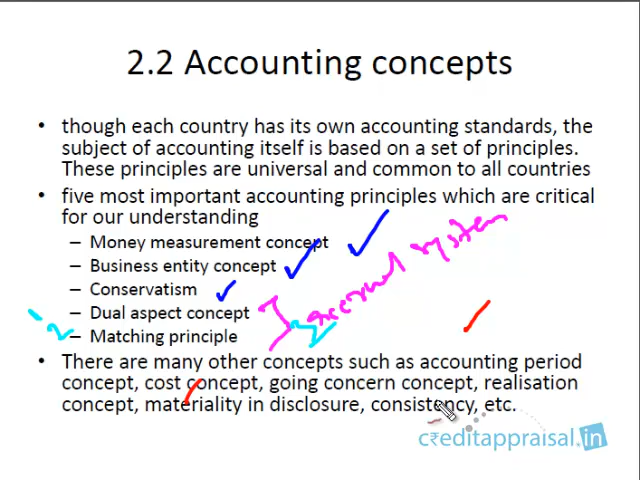 2.2 Accounting concepts
• though each country has its own accounting standards, the
subject of accounting itself is based on a set of principles.
These principles are universal and common to all countries
• five most important accounting principles which are critical
for our understanding
– Money measurement concept
– Business entity concept
– Conservatism
– Dual aspect concept
– Matching principle
accrual system
• There are many other concepts such as accounting period
concept, cost concept, going concern concept, realisation
concept, materiality in disclosure, consistency, etc.
creditappraisal.in